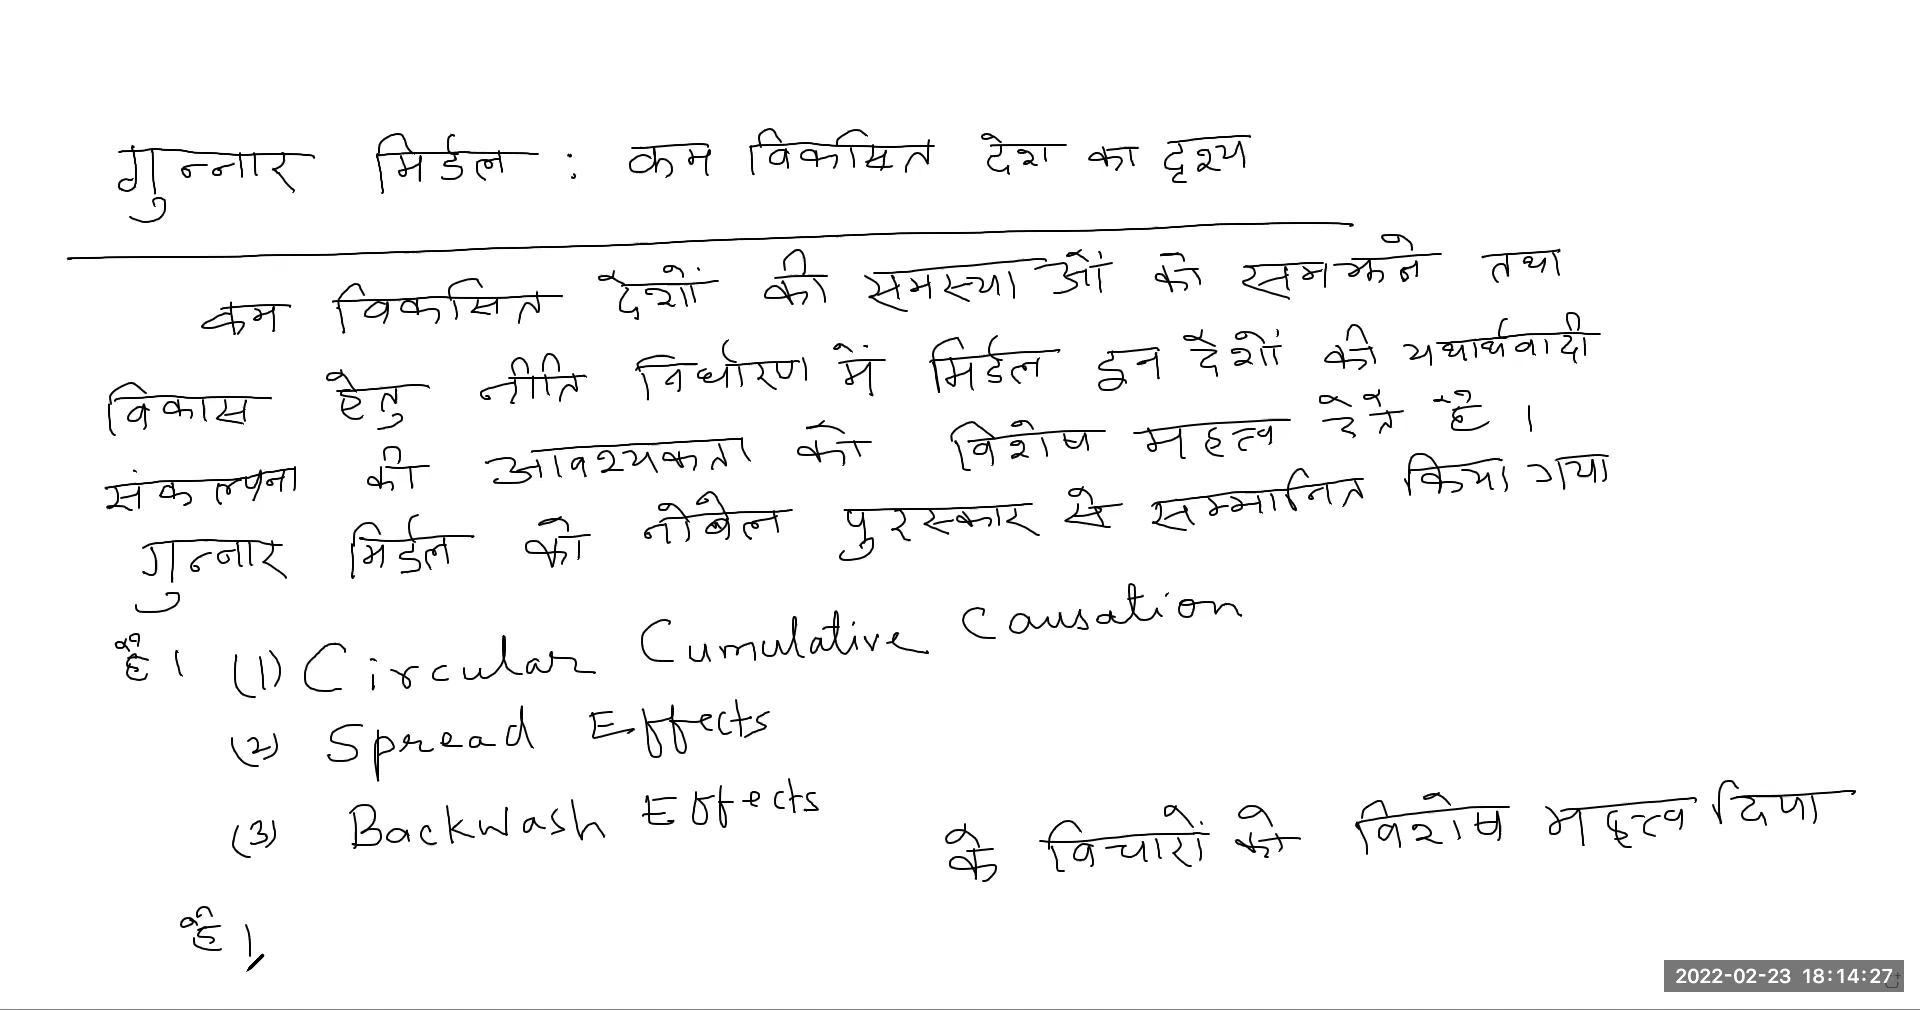 गुन्नार मिर्डल : कम विकसित देश का दृश्य
कम विकसित देशों की समस्याओं को समझने तथा
विकास हेतु नीति निर्धारण में मिर्डल इन देशों की यथार्थवादी
संकल्पना की आवश्यकता को विशेष महत्व देते हैं ।
गुन्नार मिर्डल को नोबेल पुरस्कार से सम्मानित किया गया
है । (1) Circular Cumulative Causation
(2) Spread Effects
(3) Backwash Effects के विचारों को विशेष महत्व दिया
है ।
2022-02-23 18:14:27